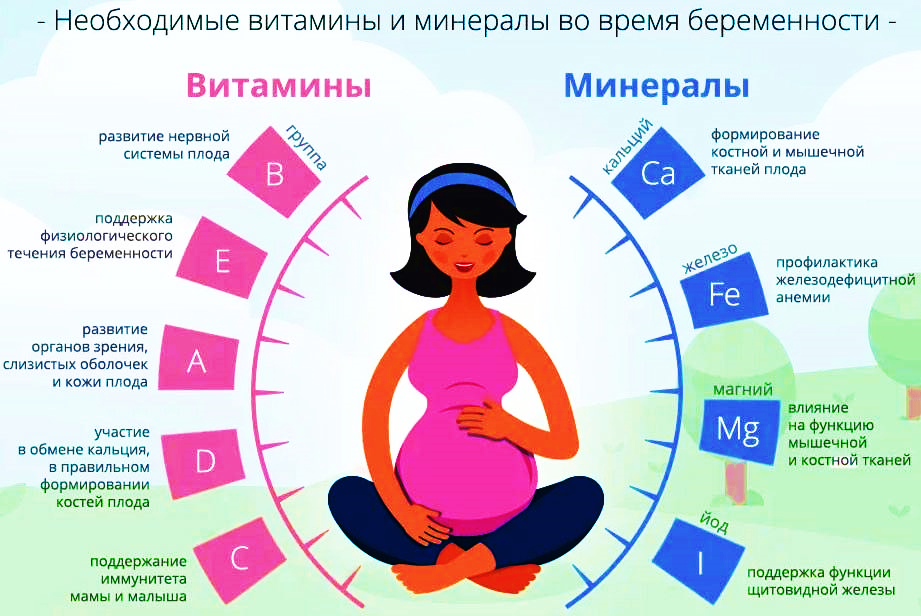 - Необходимые витамины и минералы во время беременности -
Витамины
группа
B
развитие нервной
системы плода
E
поддержка
физиологического
течения беременности
A
развитие
органов зрения,
слизистых оболочек
и кожи плода
D
участие
в обмене кальция,
в правильном
формировании
костей плода
C
поддержание
иммунитета
мамы и малыша
Минералы
кальций
Ca
формирование
костной и мышечной
тканей плода
железо
Fe
профилактика
железодефицитной
анемии
магний
Mg
влияние
на функцию
мышечной
и костной тканей
йод
I
поддержка функции
щитовидной железы